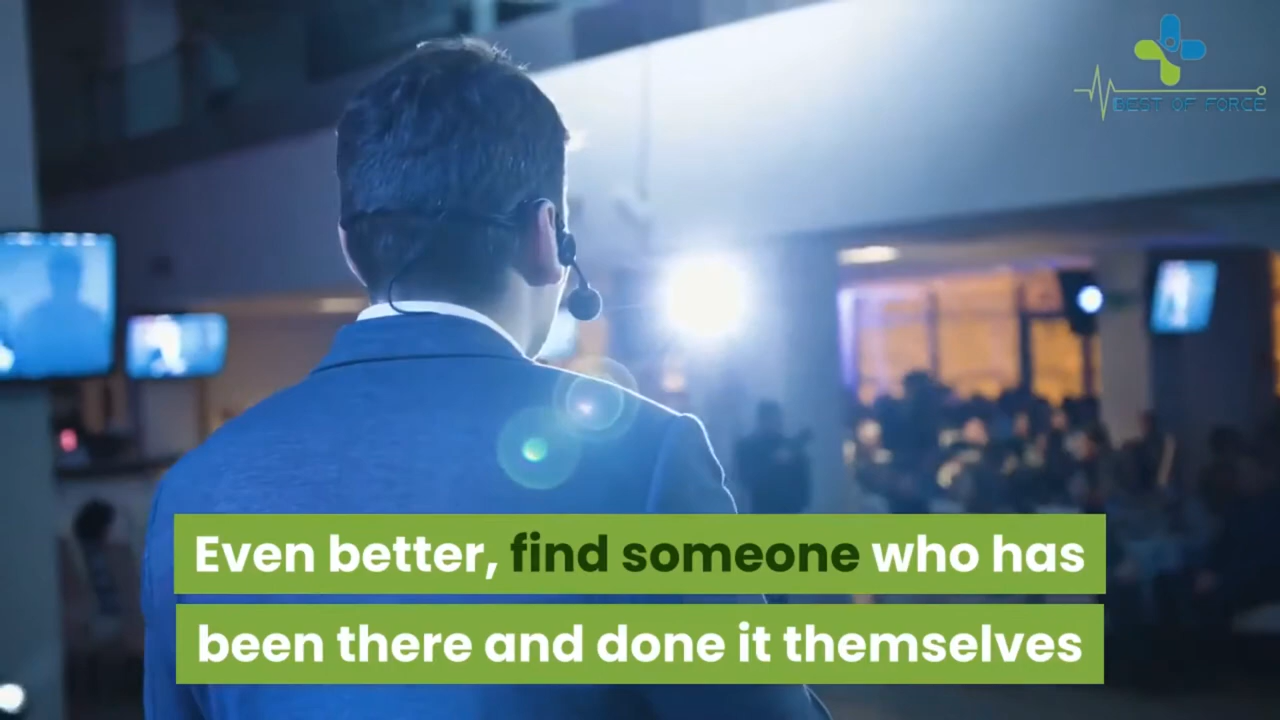 BEST OF FORCE
Even better, find someone who has
been there and done it themselves